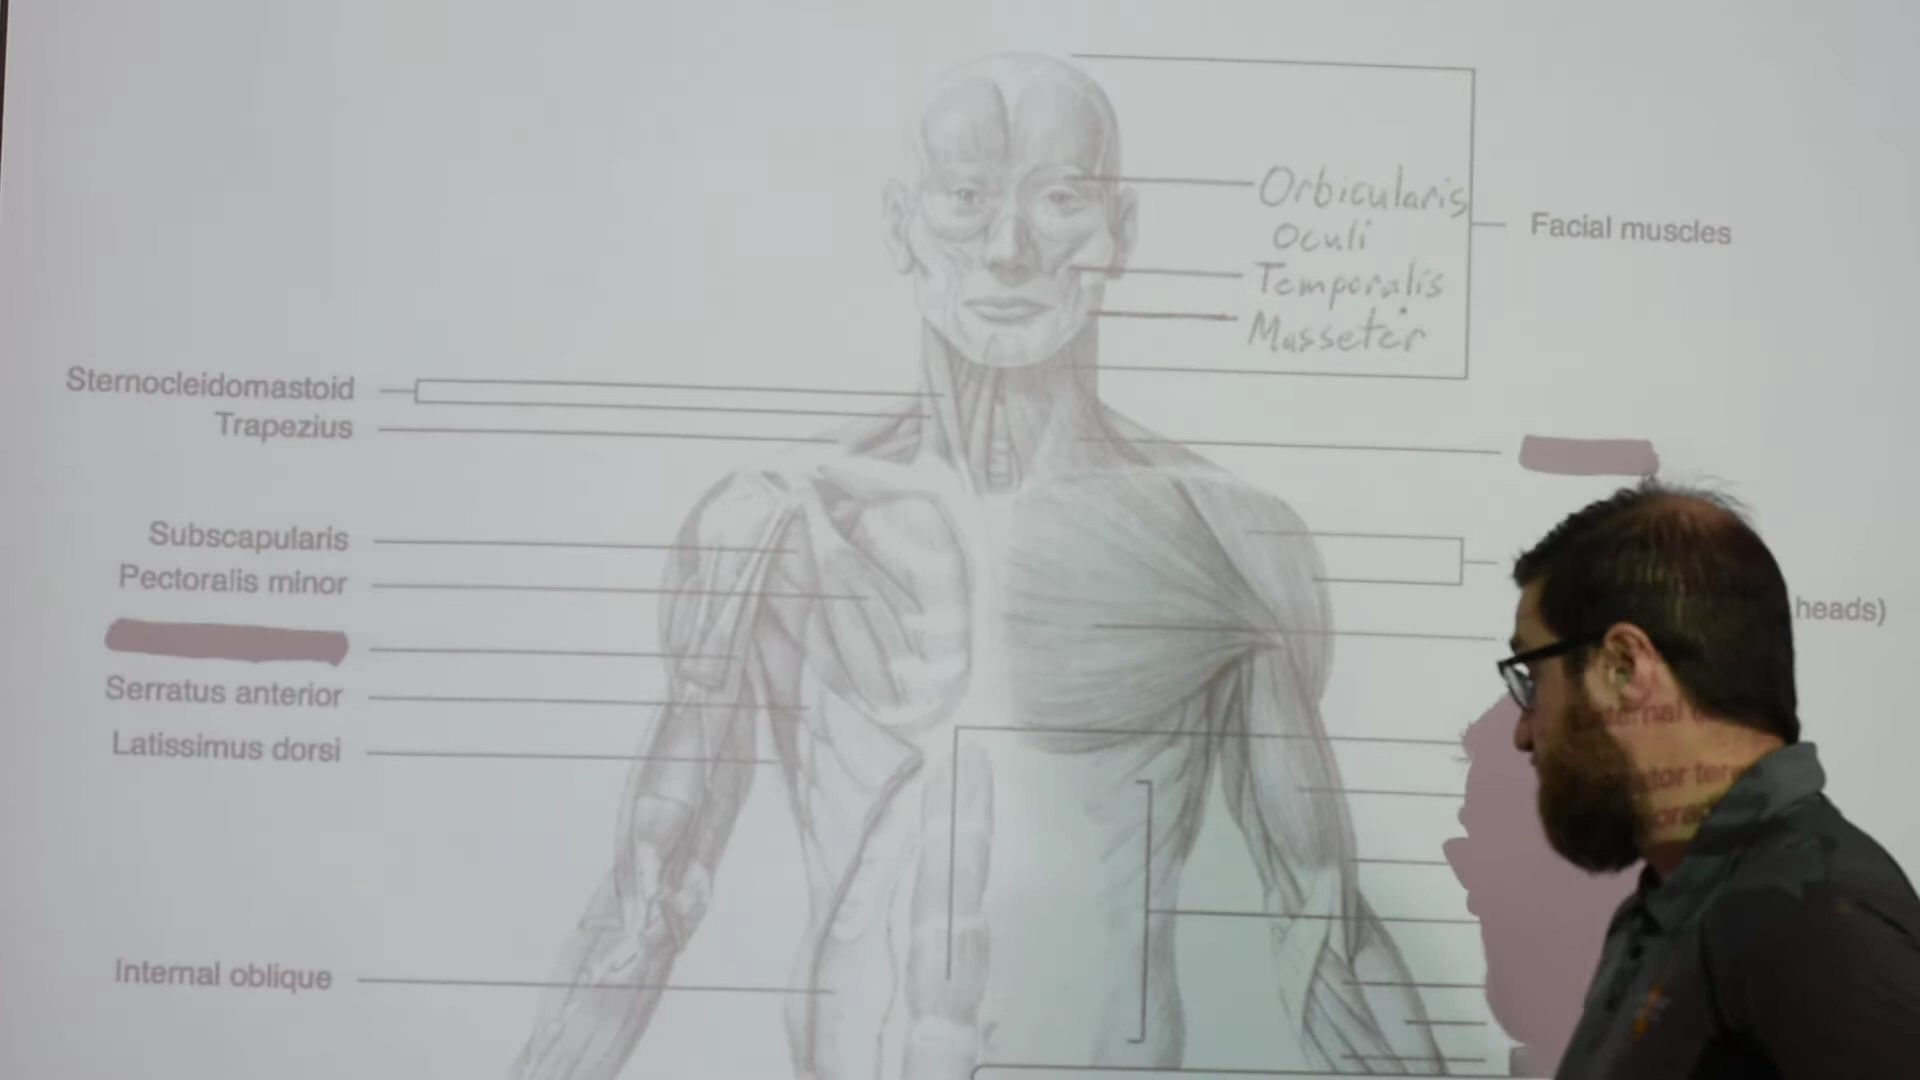 Orbicularis
Oculi
Facial muscles
Temporalis
Masseter
Sternocleidomastoid
Trapezius
Subscapularis
Pectoralis minor
heads)
Serratus anterior
Latissimus dorsi
Internal oblique